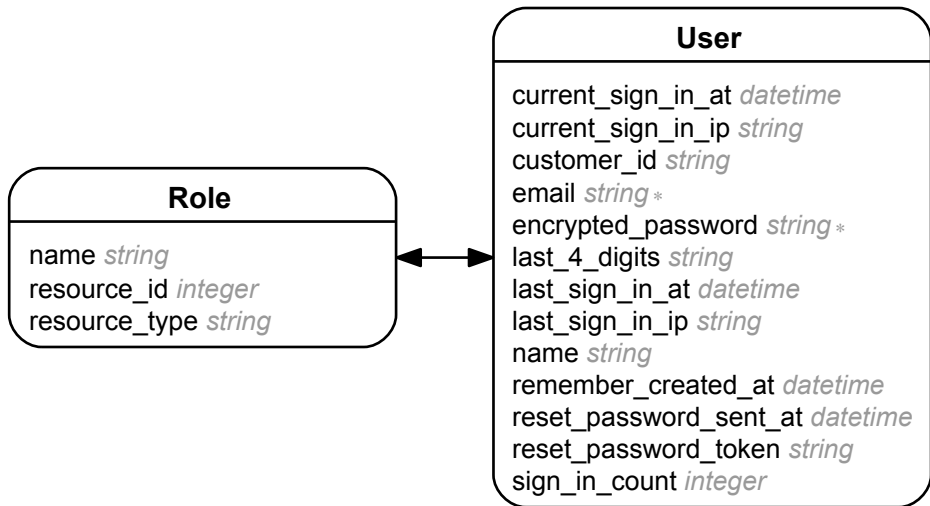 Role
name string
resource_id integer
resource_type string
User
current_sign_in_at datetime
current_sign_in_ip string
customer_id string
email string *
encrypted_password string *
last_4_digits string
last_sign_in_at datetime
last_sign_in_ip string
name string
remember_created_at datetime
reset_password_sent_at datetime
reset_password_token string
sign_in_count integer